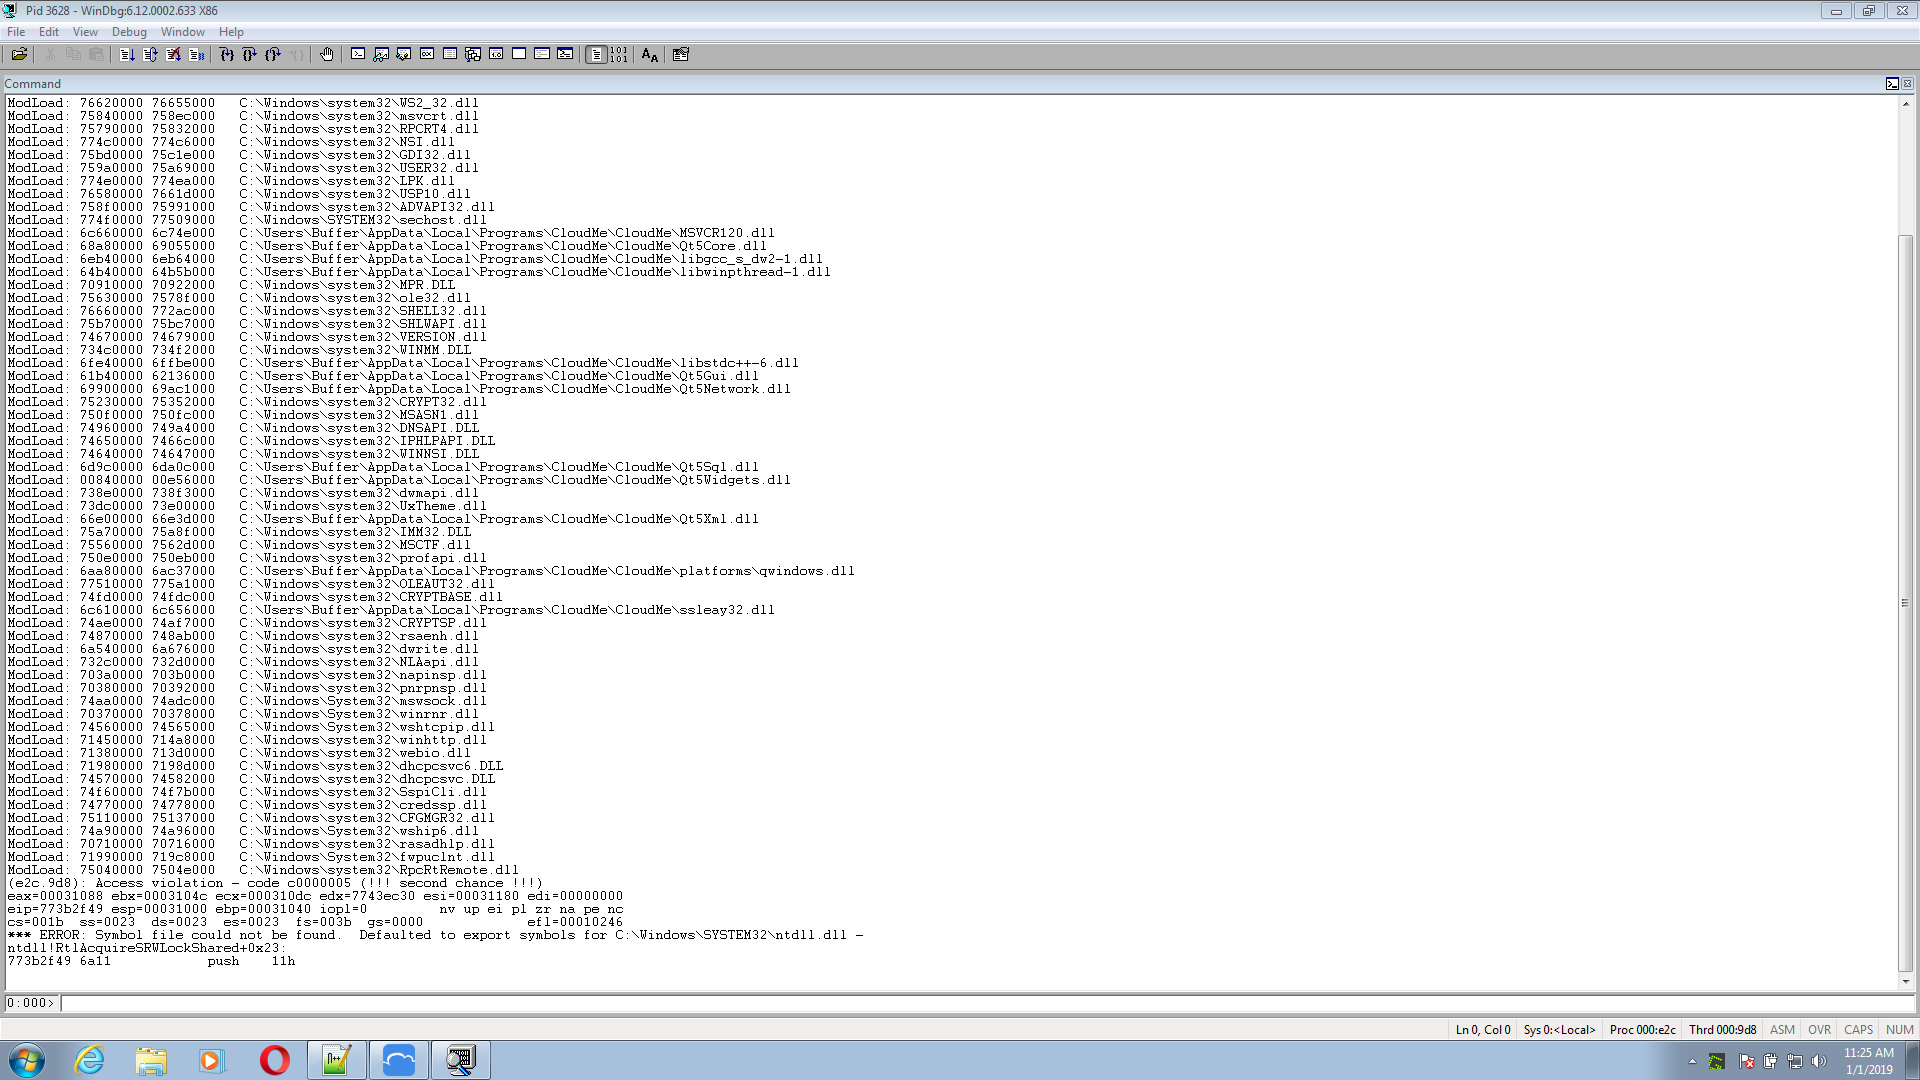 Pid 3628 - WinDbg:6.12.0002.633 X86
File Edit View Debug Window Help
Command
ModLoad: 76620000 76655000   C:\Windows\system32\WS2_32.dll
ModLoad: 75840000 758ec000   C:\Windows\system32\msvcrt.dll
ModLoad: 75790000 75832000   C:\Windows\system32\RPCRT4.dll
ModLoad: 774c0000 774c6000   C:\Windows\system32\NSI.dll
ModLoad: 75bd0000 75c1e000   C:\Windows\system32\GDI32.dll
ModLoad: 759a0000 75a69000   C:\Windows\system32\USER32.dll
ModLoad: 774e0000 774ea000   C:\Windows\system32\LPK.dll
ModLoad: 76580000 7661d000   C:\Windows\system32\USP10.dll
ModLoad: 758f0000 75991000   C:\Windows\system32\ADVAPI32.dll
ModLoad: 774f0000 77509000   C:\Windows\SYSTEM32\sechost.dll
ModLoad: 6c660000 6c74e000   C:\Users\Buffer\AppData\Local\Programs\CloudMe\CloudMe\MSVCR120.dll
ModLoad: 68a80000 69055000   C:\Users\Buffer\AppData\Local\Programs\CloudMe\CloudMe\Qt5Core.dll
ModLoad: 6eb40000 6eb64000   C:\Users\Buffer\AppData\Local\Programs\CloudMe\CloudMe\libgcc_s_dw2-1.dll
ModLoad: 64b40000 64b5b000   C:\Users\Buffer\AppData\Local\Programs\CloudMe\CloudMe\libwinpthread-1.dll
ModLoad: 70910000 70922000   C:\Windows\system32\MPR.DLL
ModLoad: 75630000 7578f000   C:\Windows\system32\ole32.dll
ModLoad: 76660000 772ac000   C:\Windows\system32\SHELL32.dll
ModLoad: 75b70000 75bc7000   C:\Windows\system32\SHLWAPI.dll
ModLoad: 74670000 74679000   C:\Windows\system32\VERSION.dll
ModLoad: 734c0000 734f2000   C:\Windows\system32\WINMM.DLL
ModLoad: 6fe40000 6ffbe000   C:\Users\Buffer\AppData\Local\Programs\CloudMe\CloudMe\libstdc++-6.dll
ModLoad: 61b40000 62136000   C:\Users\Buffer\AppData\Local\Programs\CloudMe\CloudMe\Qt5Gui.dll
ModLoad: 69900000 69ac1000   C:\Users\Buffer\AppData\Local\Programs\CloudMe\CloudMe\Qt5Network.dll
ModLoad: 75230000 75352000   C:\Windows\system32\CRYPT32.dll
ModLoad: 750f0000 750fc000   C:\Windows\system32\MSASN1.dll
ModLoad: 74960000 749a4000   C:\Windows\system32\DNSAPI.DLL
ModLoad: 74650000 7466c000   C:\Windows\system32\IPHLPAPI.DLL
ModLoad: 74640000 74647000   C:\Windows\system32\WINNSI.DLL
ModLoad: 6d9c0000 6da0c000   C:\Users\Buffer\AppData\Local\Programs\CloudMe\CloudMe\Qt5Sql.dll
ModLoad: 00840000 00e56000   C:\Users\Buffer\AppData\Local\Programs\CloudMe\CloudMe\Qt5Widgets.dll
ModLoad: 738e0000 738f3000   C:\Windows\system32\dwmapi.dll
ModLoad: 73dc0000 73e00000   C:\Windows\system32\UxTheme.dll
ModLoad: 66e00000 66e3d000   C:\Users\Buffer\AppData\Local\Programs\CloudMe\CloudMe\Qt5Xml.dll
ModLoad: 75a70000 75a8f000   C:\Windows\system32\IMM32.DLL
ModLoad: 75560000 7562d000   C:\Windows\system32\MSCTF.dll
ModLoad: 750e0000 750eb000   C:\Windows\system32\profapi.dll
ModLoad: 6aa80000 6ac37000   C:\Users\Buffer\AppData\Local\Programs\CloudMe\CloudMe\platforms\qwindows.dll
ModLoad: 77510000 775a1000   C:\Windows\system32\OLEAUT32.dll
ModLoad: 74fd0000 74fdc000   C:\Windows\system32\CRYPTBASE.dll
ModLoad: 6c610000 6c656000   C:\Users\Buffer\AppData\Local\Programs\CloudMe\CloudMe\ssleay32.dll
ModLoad: 74ae0000 74af7000   C:\Windows\system32\CRYPTSP.dll
ModLoad: 74870000 748ab000   C:\Windows\system32\rsaenh.dll
ModLoad: 6a540000 6a676000   C:\Windows\system32\dwrite.dll
ModLoad: 732c0000 732d0000   C:\Windows\system32\NLAapi.dll
ModLoad: 703a0000 703b0000   C:\Windows\system32\napinsp.dll
ModLoad: 70380000 70392000   C:\Windows\system32\pnrpnsp.dll
ModLoad: 74aa0000 74adc000   C:\Windows\System32\mswsock.dll
ModLoad: 70370000 70378000   C:\Windows\System32\winrnr.dll
ModLoad: 74560000 74565000   C:\Windows\System32\wshtcpip.dll
ModLoad: 71450000 714a8000   C:\Windows\system32\winhttp.dll
ModLoad: 71380000 713d0000   C:\Windows\system32\webio.dll
ModLoad: 71980000 7198d000   C:\Windows\system32\dhcpcsvc6.DLL
ModLoad: 74570000 74582000   C:\Windows\system32\dhcpcsvc.DLL
ModLoad: 74f60000 74f7b000   C:\Windows\system32\SspiCli.dll
ModLoad: 74770000 74778000   C:\Windows\system32\credssp.dll
ModLoad: 75110000 75137000   C:\Windows\system32\CFGMGR32.dll
ModLoad: 74a90000 74a96000   C:\Windows\System32\wship6.dll
ModLoad: 70710000 70716000   C:\Windows\system32\rasadhlp.dll
ModLoad: 71990000 719c8000   C:\Windows\System32\fwpuclnt.dll
ModLoad: 75040000 7504e000   C:\Windows\system32\RpcRtRemote.dll
(e2c.9d8): Access violation - code c0000005 (!!! second chance !!!)
eax=00031088 ebx=0003104c ecx=000310dc edx=7743ec30 esi=00031180 edi=00000000
eip=773b2f49 esp=00031000 ebp=00031040 iopl=0         nv up ei pl zr na pe nc
cs=001b  ss=0023  ds=0023  es=0023  fs=003b  gs=0000             efl=00010246
*** ERROR: Symbol file could not be found.  Defaulted to export symbols for C:\Windows\SYSTEM32\ntdll.dll -
ntdll!RtlAcquireSRWLockShared+0x23:
773b2f49 6a11            push    11h
0:000>
Ln 0, Col 0 Sys 0:<Local> Proc 000:e2c Thrd 000:9d8 ASM OVR CAPS NUM
11:25 AM
1/1/2019